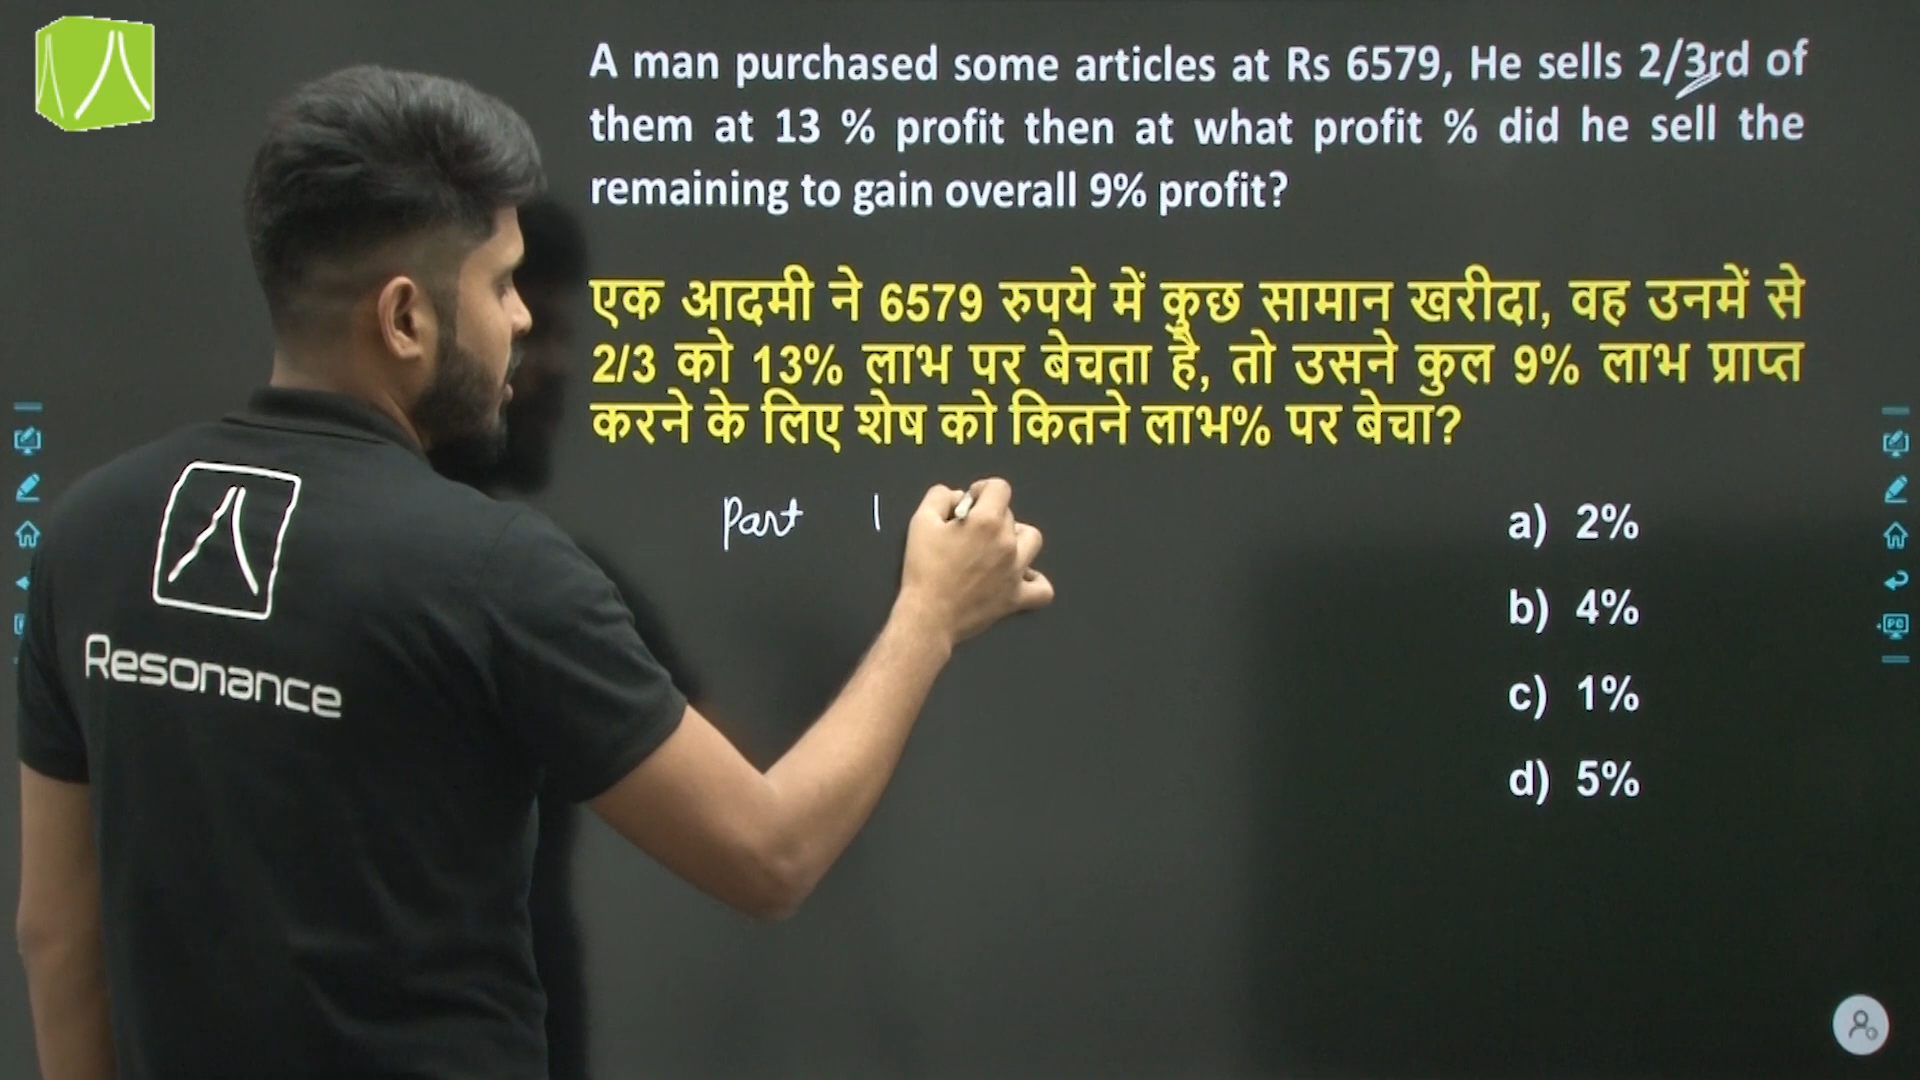 A man purchased some articles at Rs 6579, He sells 2/3rd of
them at 13 % profit then at what profit % did he sell the
remaining to gain overall 9% profit?
एक आदमी ने 6579 रुपये में कुछ सामान खरीदा, वह उनमें से
2/3 को 13% लाभ पर बेचता है, तो उसने कुल 9% लाभ प्राप्त
करने के लिए शेष को कितने लाभ% पर बेचा?
Part 1
a) 2%
b) 4%
c) 1%
d) 5%
Resonance
PC